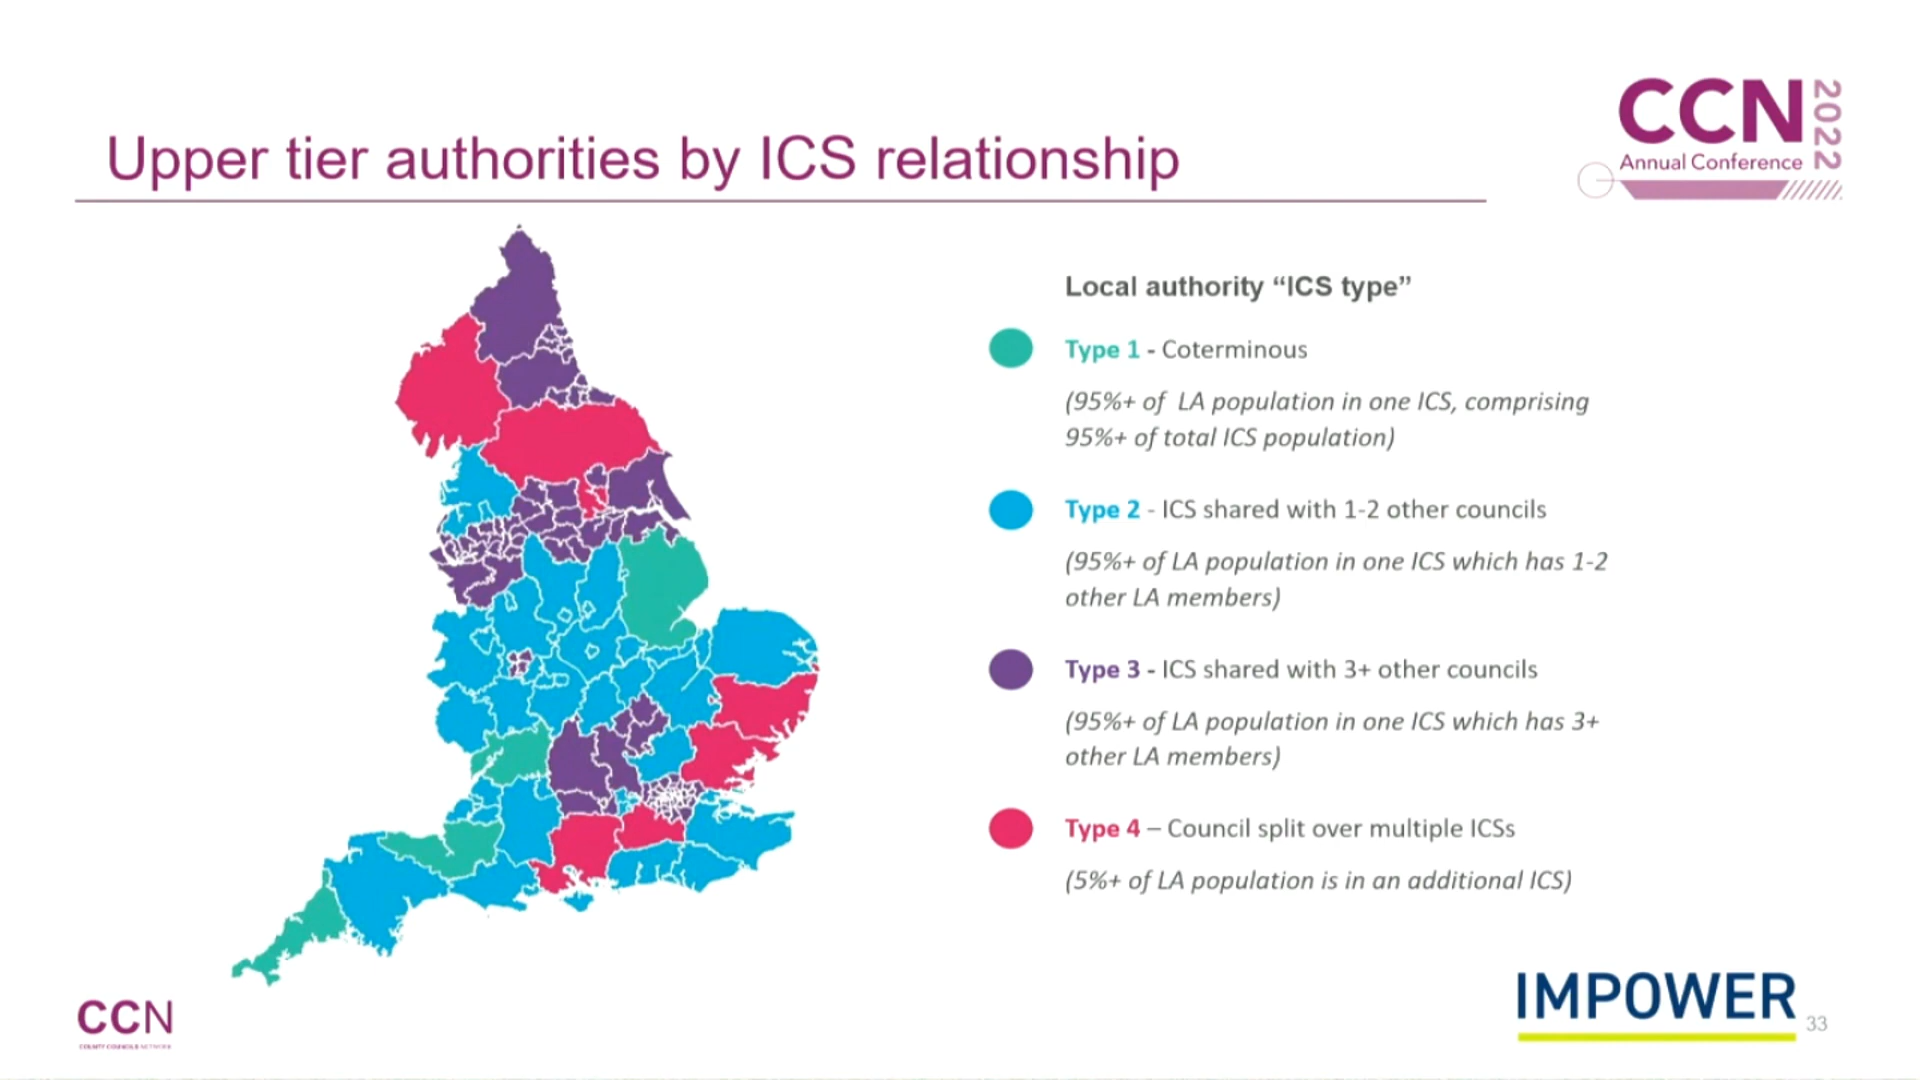 CCN
2022
Annual Conference
Upper tier authorities by ICS relationship
Local authority “ICS type”
Type 1 - Coterminous
(95%+ of LA population in one ICS, comprising
95%+ of total ICS population)
Type 2 - ICS shared with 1-2 other councils
(95%+ of LA population in one ICS which has 1-2
other LA members)
Type 3 - ICS shared with 3+ other councils
(95%+ of LA population in one ICS which has 3+
other LA members)
Type 4 – Council split over multiple ICSs
(5%+ of LA population is in an additional ICS)
CCN
COUNTY COUNCILS NETWORK
IMPOWER
33